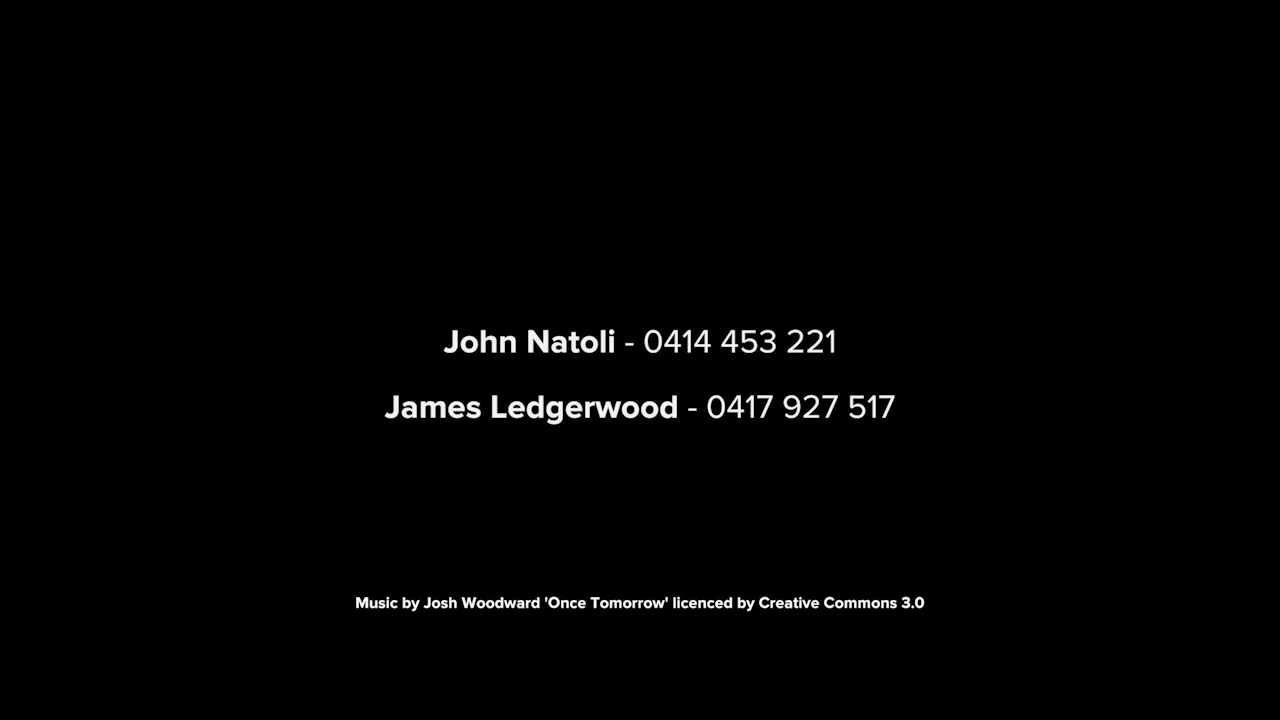 John Natoli - 0414 453 221
James Ledgerwood - 0417 927 517
Music by Josh Woodward 'Once Tomorrow' licenced by Creative Commons 3.0